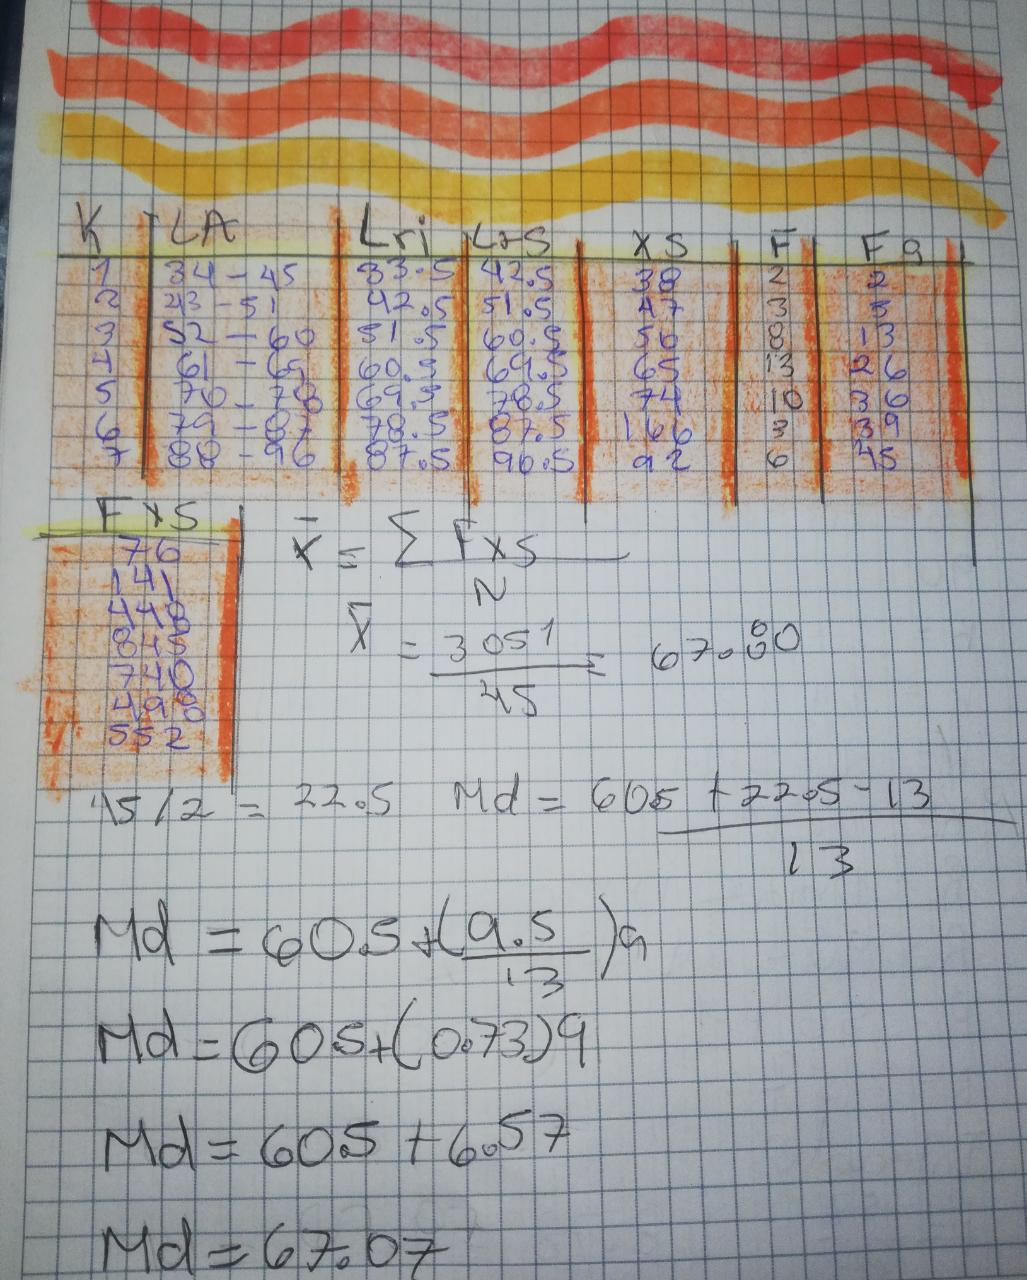 K LA Lri LrS XS F Fa
1 34 - 45 33.5 42.5 38 2 2
2 43 - 51 42.5 51.5 47 3 5
3 52 - 60 51.5 60.5 56 8 13
4 61 - 69 60.5 69.5 65 13 26
5 70 - 78 69.5 78.5 74 10 36
6 79 - 87 78.5 87.5 166 3 39
7 88 - 96 87.5 96.5 92 6 45
F XS
76
141
448
845
740
498
552
X̄ = Σ FXS / N
X̄ = 3051 / 45 = 67.80
45/2 = 22.5 Md = 60.5 + 22.5 - 13 / 13
Md = 60.5 + (9.5 / 13) 9
Md = 60.5 + (0.73) 9
Md = 60.5 + 6.57
Md = 67.07